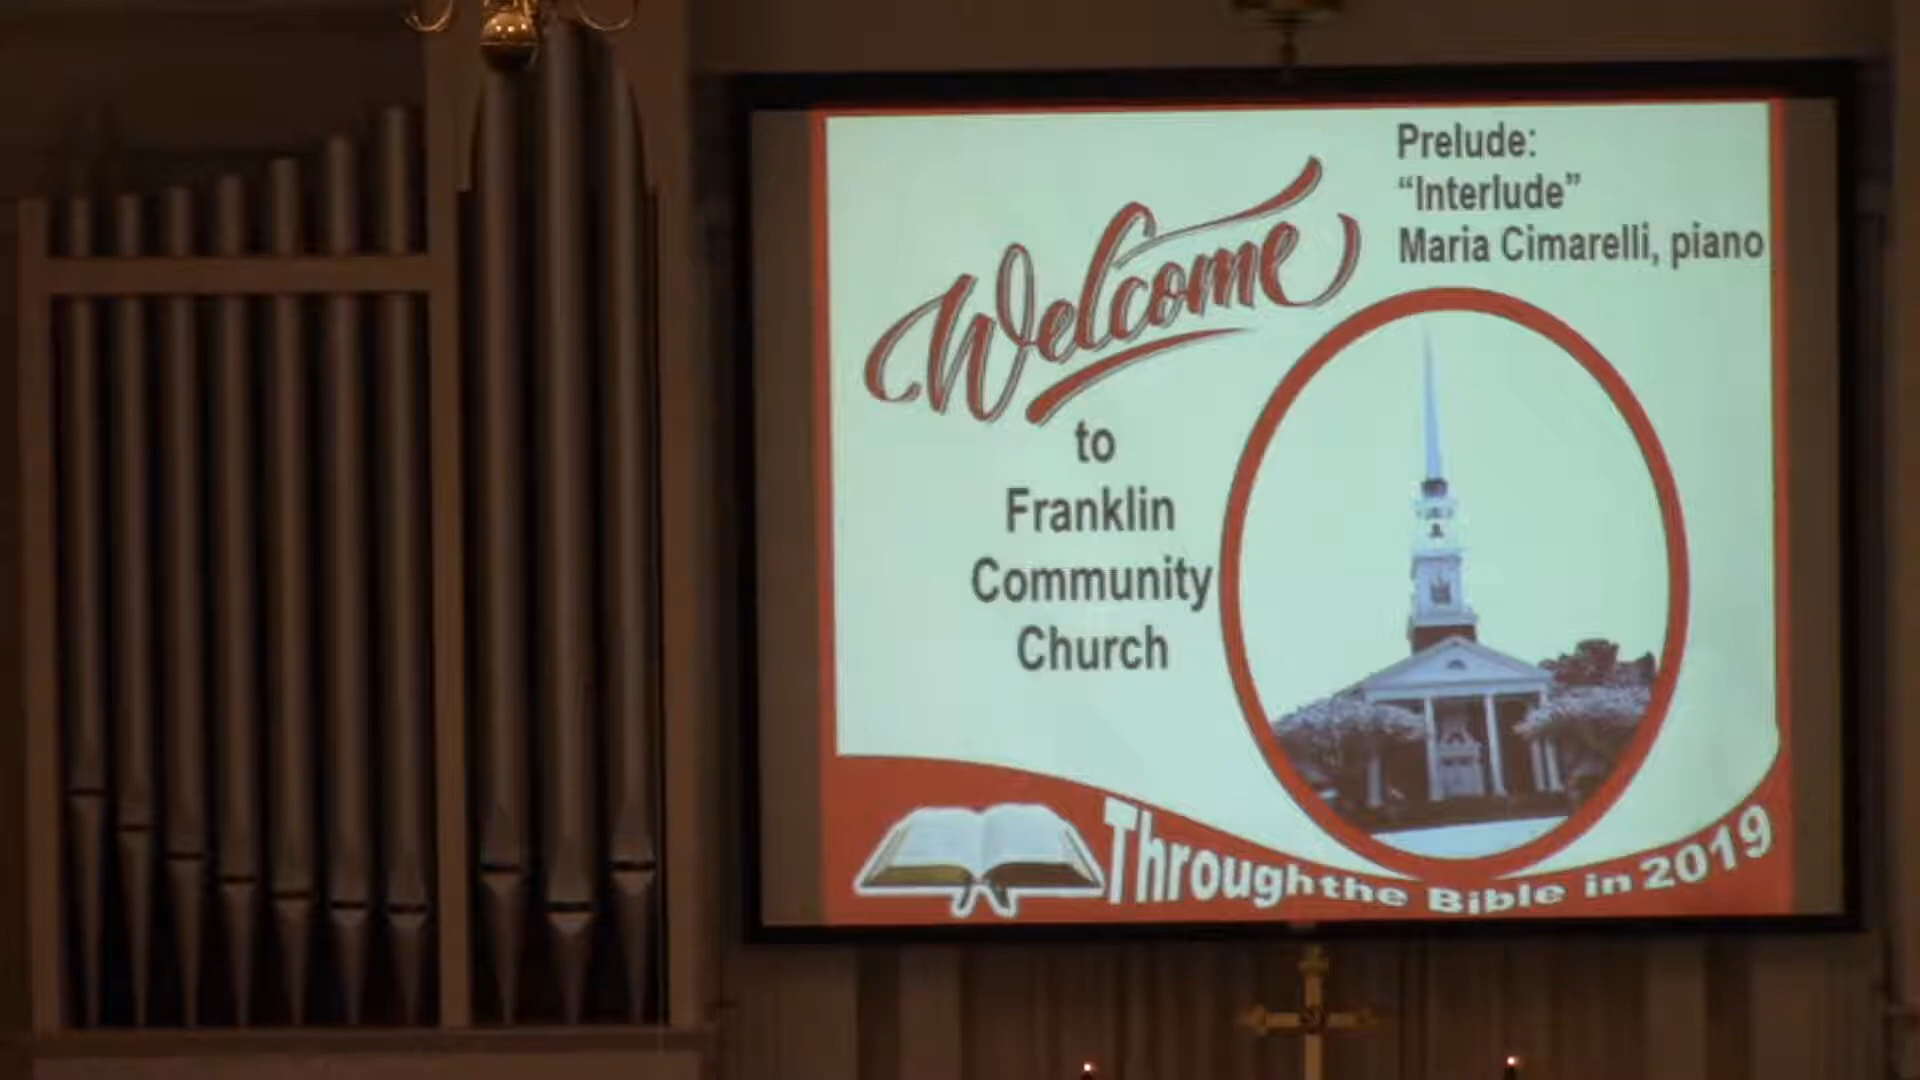 Prelude:
“Interlude”
Maria Cimarelli, piano
Welcome
to
Franklin
Community
Church
Through the Bible in 2019